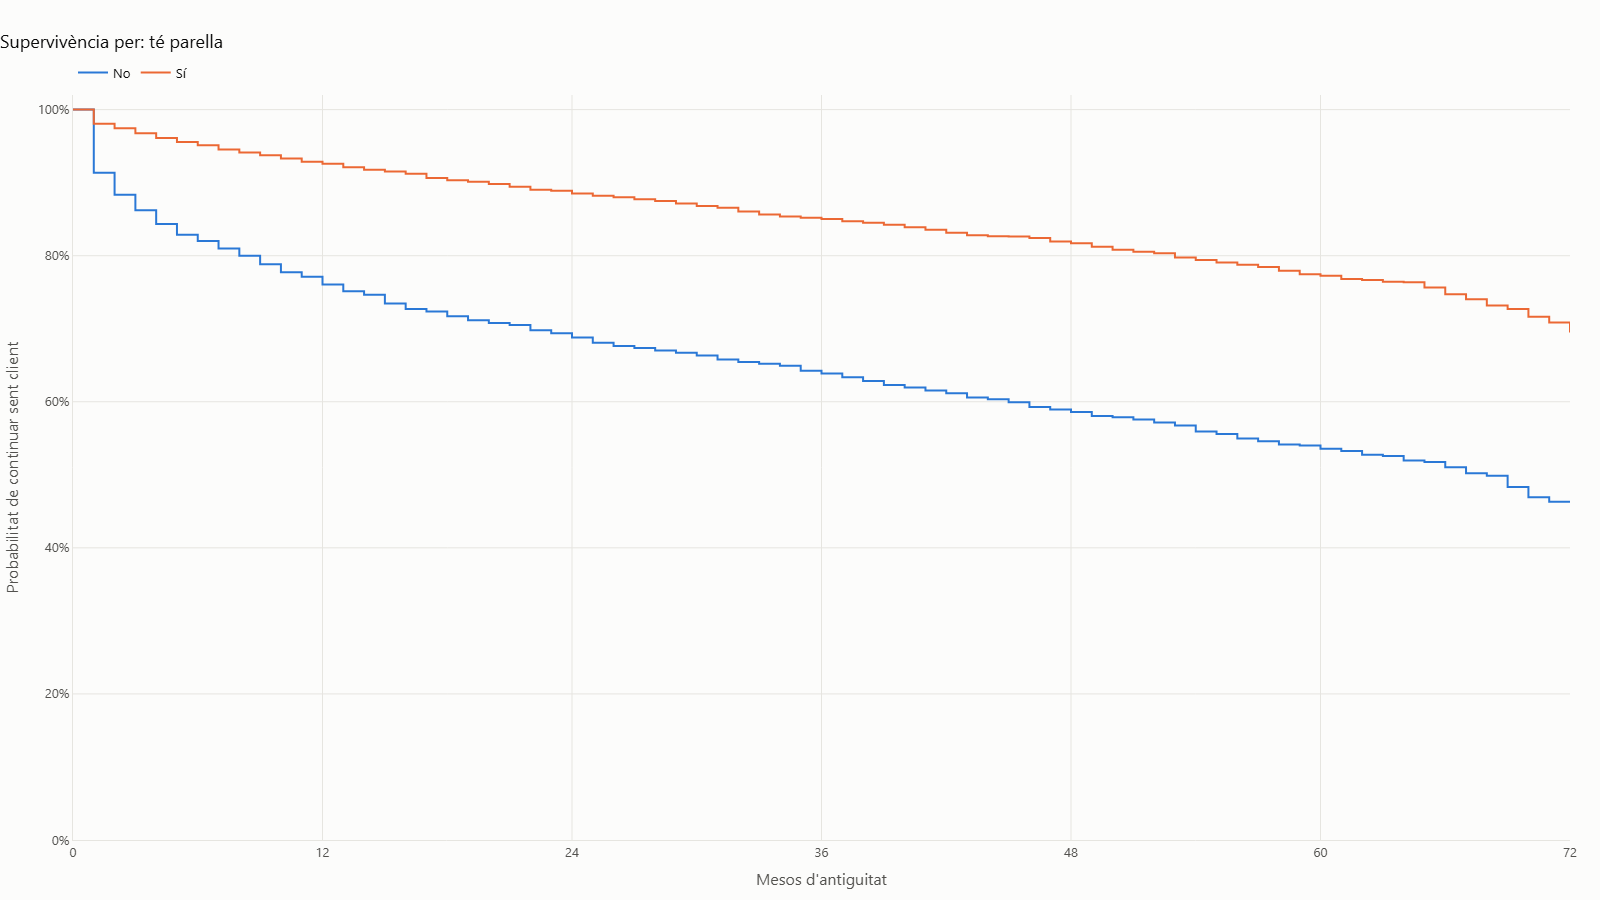 Supervivència per: té parella
No Sí
Probabilitat de continuar sent client
100%
80%
60%
40%
20%
0%
0 12 24 36 48 60 72
Mesos d'antiguitat